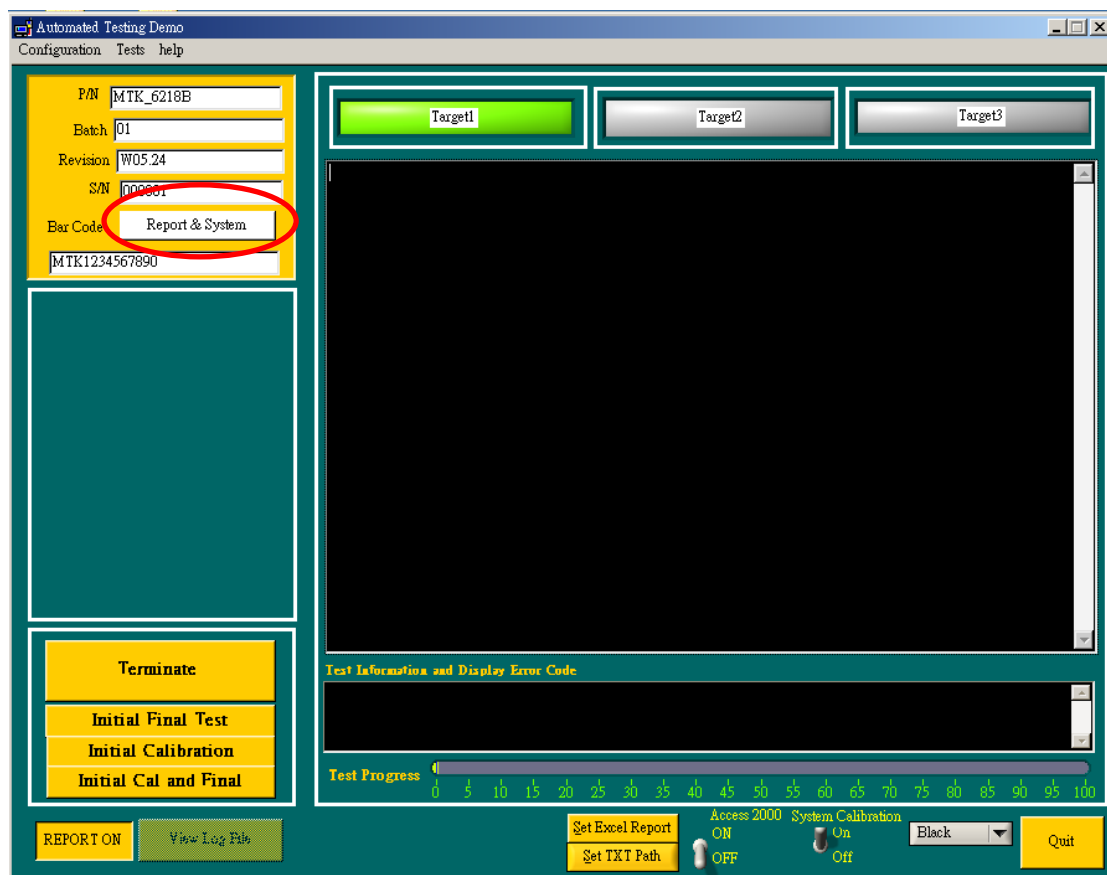 Automated Testing Demo
Configuration Tests help
P/N MTK_6218B
Batch 01
Revision W05.24
S/N 000001
Bar Code Report & System
MTK1234567890
Target1 Target2 Target3
Terminate
Initial Final Test
Initial Calibration
Initial Cal and Final
Test Information and Display Error Code
Test Progress
0 5 10 15 20 25 30 35 40 45 50 55 60 65 70 75 80 85 90 95 100
REPORT ON
View Log File
Set Excel Report
Set TXT Path
Access 2000
ON
OFF
System Calibration
On
Off
Black
Quit